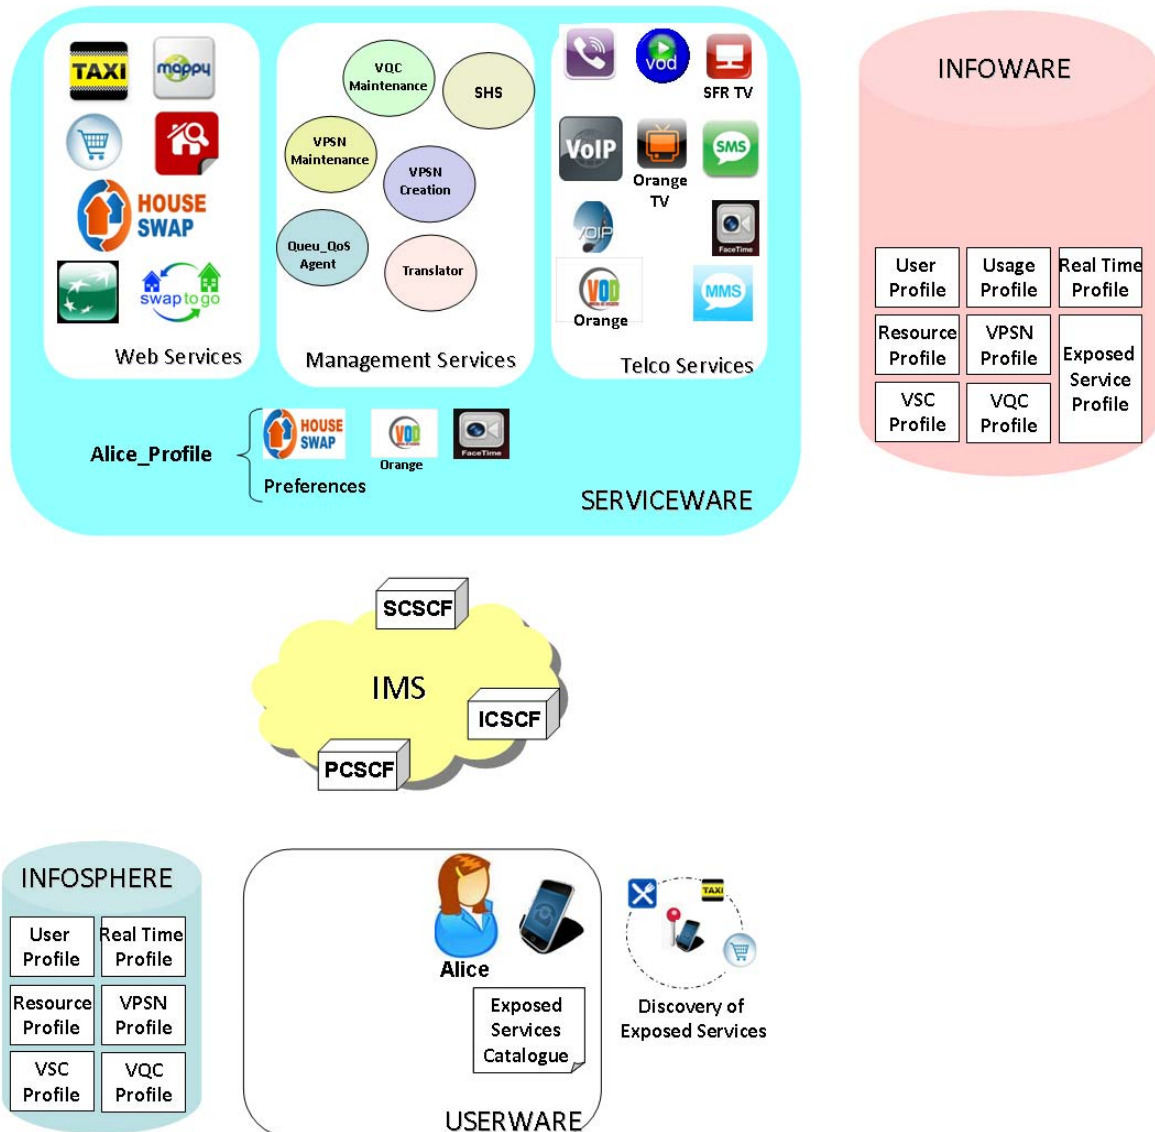 TAXI
mappy
HOUSE
SWAP
swap to go
Web Services
VQC
Maintenance
SHS
VPSN
Maintenance
VPSN
Creation
Queu_QoS
Agent
Translator
Management Services
vod
SFR TV
VoIP
Orange
TV
SMS
VOIP
FaceTime
VOD
Orange
MMS
Telco Services
Alice_Profile
HOUSE
SWAP
VOD
Orange
FaceTime
Preferences
SERVICEWARE
INFOWARE
User
Profile
Usage
Profile
Real Time
Profile
Resource
Profile
VPSN
Profile
Exposed
Service
Profile
VSC
Profile
VQC
Profile
SCSCF
IMS
ICSCF
PCSCF
INFOSPHERE
User
Profile
Real Time
Profile
Resource
Profile
VPSN
Profile
VSC
Profile
VQC
Profile
Alice
Exposed
Services
Catalogue
USERWARE
TAXI
Discovery of
Exposed Services